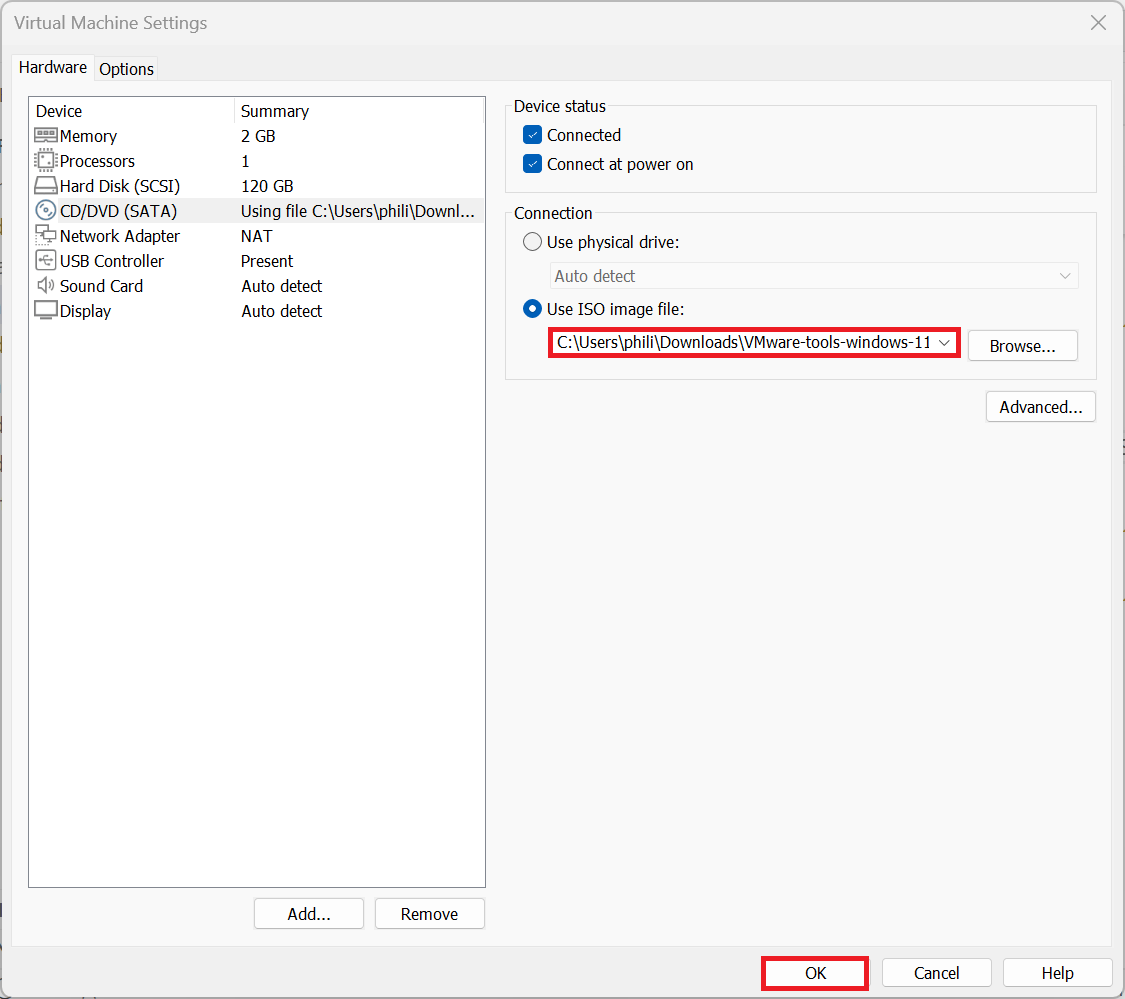 Virtual Machine Settings
Hardware Options
Device Summary
Memory 2 GB
Processors 1
Hard Disk (SCSI) 120 GB
CD/DVD (SATA) Using file C:\Users\phili\Downl...
Network Adapter NAT
USB Controller Present
Sound Card Auto detect
Display Auto detect
Add... Remove
Device status
Connected
Connect at power on
Connection
Use physical drive:
Auto detect
Use ISO image file:
C:\Users\phili\Downloads\VMware-tools-windows-11
Browse...
Advanced...
OK Cancel Help